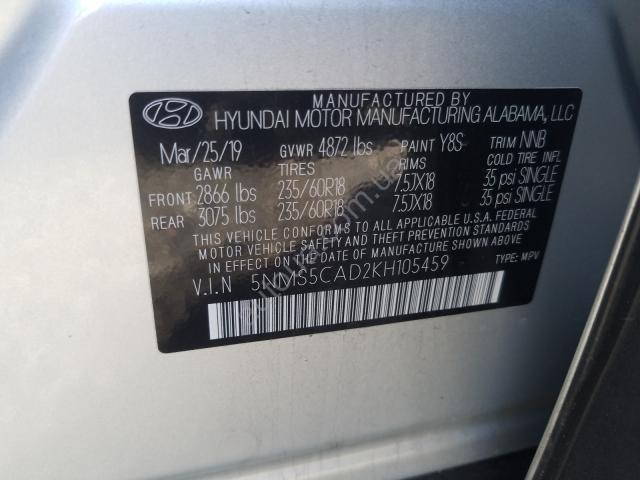 MANUFACTURED BY
HYUNDAI MOTOR MANUFACTURING ALABAMA, LLC
Mar/25/19 GVWR 4872 lbs PAINT Y8S TRIM NNB
GAWR TIRES RIMS COLD TIRE INFL
FRONT 2866 lbs 235/60R18 7.5JX18 35 psi SINGLE
REAR 3075 lbs 235/60R18 7.5JX18 35 psi SINGLE
THIS VEHICLE CONFORMS TO ALL APPLICABLE U.S.A. FEDERAL
MOTOR VEHICLE SAFETY STANDARDS
IN EFFECT ON THE DATE OF MANUFACTURE SHOWN ABOVE.
V.I.N 5NMS5CAD2KH105459 TYPE: MPV